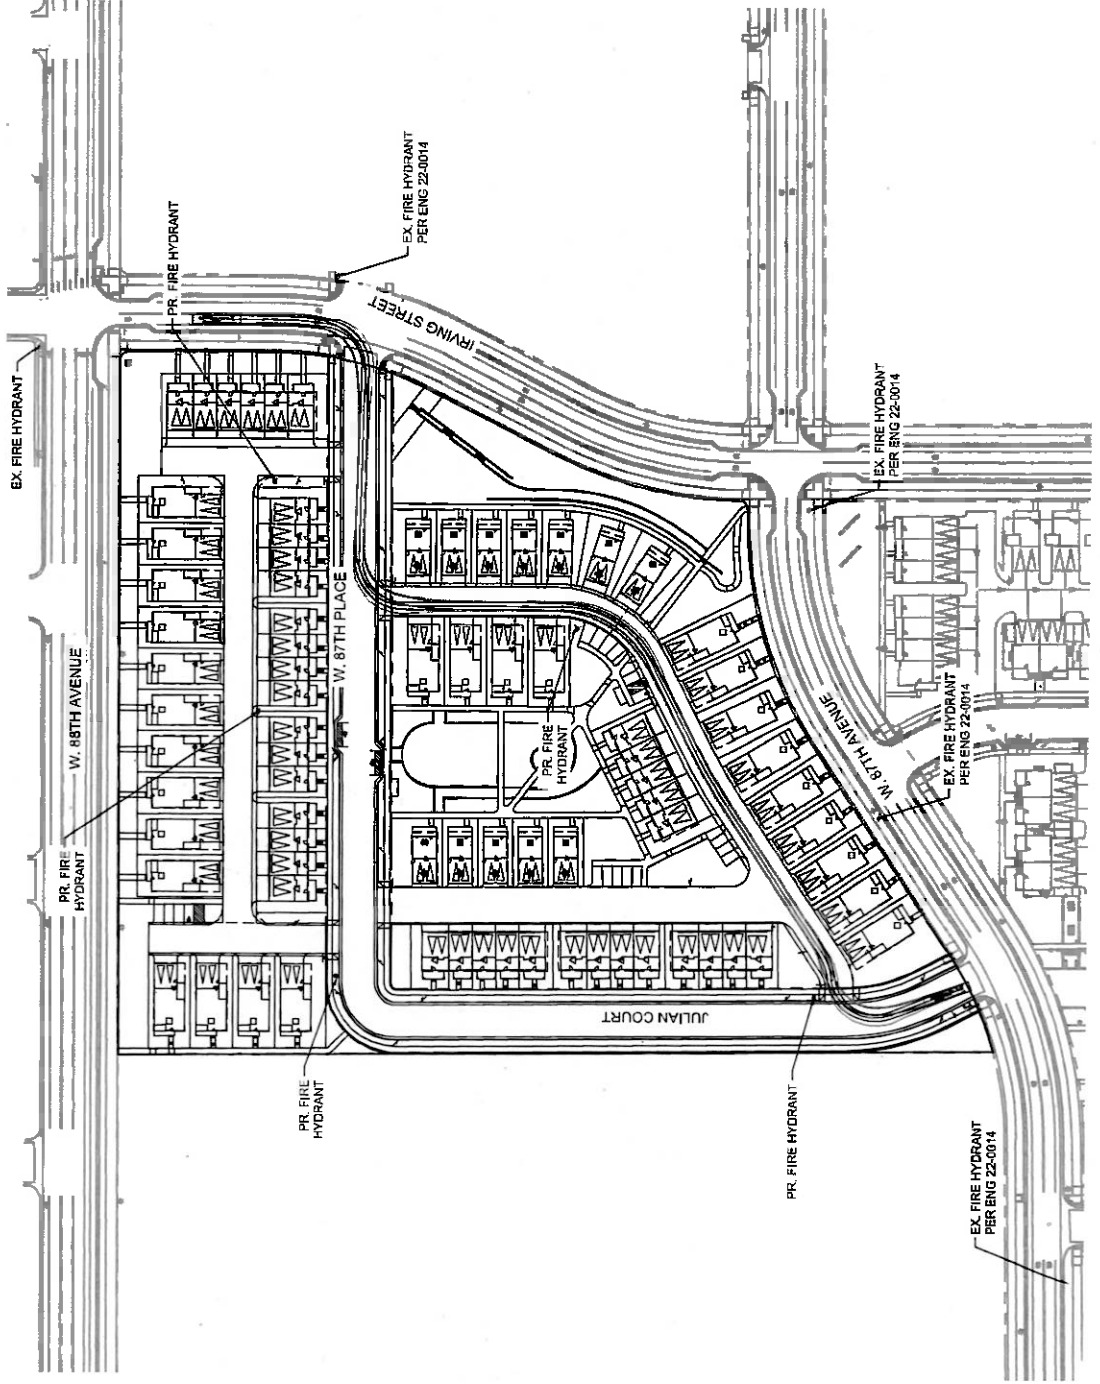 EX. FIRE HYDRANT
PR. FIRE HYDRANT
EX. FIRE HYDRANT
PER ENG 22-0014
IRVING STREET
W. 88TH AVENUE
W. 87TH PLACE
EX. FIRE HYDRANT
PER ENG 22-0014
PR. FIRE
HYDRANT
PR. FIRE
HYDRANT
W. 87TH AVENUE
EX. FIRE HYDRANT
PER ENG 22-0014
JULIAN COURT
PR. FIRE
HYDRANT
PR. FIRE HYDRANT
EX. FIRE HYDRANT
PER ENG 22-0014